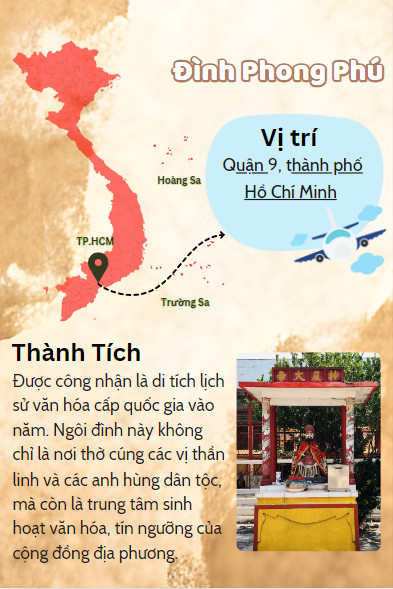 Đình Phong Phú
Vị trí
Quận 9, thành phố
Hồ Chí Minh
Hoàng Sa
TP.HCM
Trường Sa
Thành Tích
Được công nhận là di tích lịch
sử văn hóa cấp quốc gia vào
năm. Ngôi đình này không
chỉ là nơi thờ cúng các vị thần
linh và các anh hùng dân tộc,
mà còn là trung tâm sinh
hoạt văn hóa, tín ngưỡng của
cộng đồng địa phương.